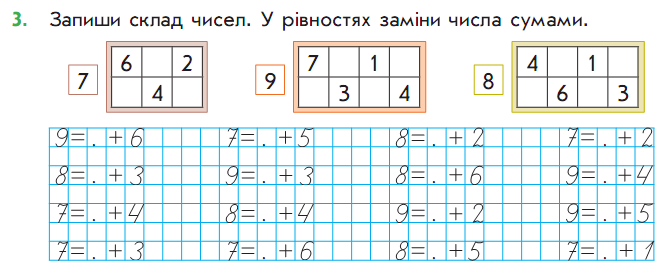 3. Запиши склад чисел. У рівностях заміни числа сумами.
7 6 2 4
9 7 1 3 4
8 4 1 6 3
9=. + 6 7=. + 5 8=. + 2 7=. + 2
8=. + 3 9=. + 3 8=. + 6 9=. + 4
7=. + 4 8=. + 4 9=. + 2 9=. + 5
7=. + 3 7=. + 6 8=. + 5 7=. + 1